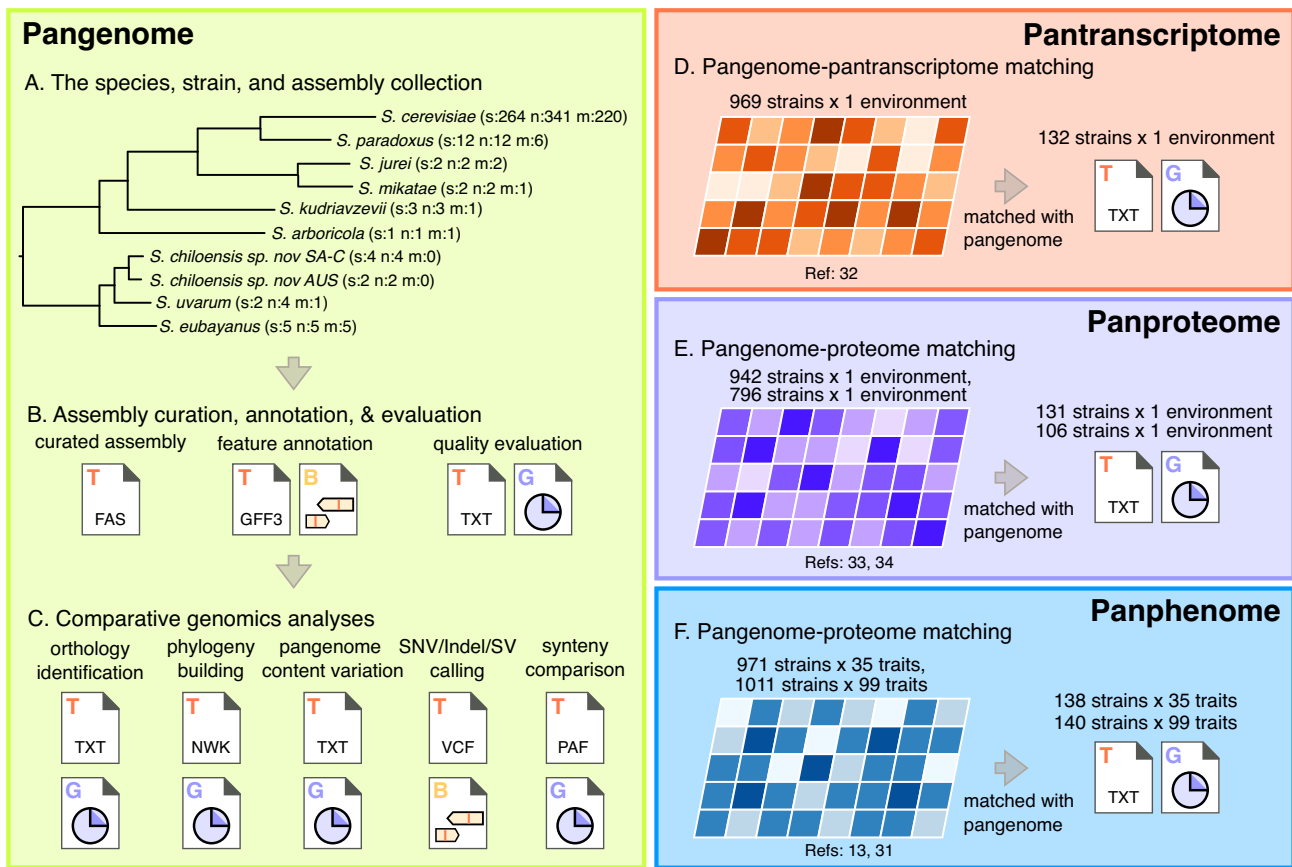 Pangenome
A. The species, strain, and assembly collection
S. cerevisiae (s:264 n:341 m:220)
S. paradoxus (s:12 n:12 m:6)
S. jurei (s:2 n:2 m:2)
S. mikatae (s:2 n:2 m:1)
S. kudriavzevii (s:3 n:3 m:1)
S. arboricola (s:1 n:1 m:1)
S. chiloensis sp. nov SA-C (s:4 n:4 m:0)
S. chiloensis sp. nov AUS (s:2 n:2 m:0)
S. uvarum (s:2 n:4 m:1)
S. eubayanus (s:5 n:5 m:5)
B. Assembly curation, annotation, & evaluation
curated assembly
feature annotation
quality evaluation
T
FAS
T
GFF3
B
T
TXT
G
C. Comparative genomics analyses
orthology
identification
phylogeny
building
pangenome
content variation
SNV/Indel/SV
calling
synteny
comparison
T
TXT
T
NWK
T
TXT
T
VCF
T
PAF
G
G
G
B
G
Pantranscriptome
D. Pangenome-pantranscriptome matching
969 strains x 1 environment
Ref: 32
matched with
pangenome
132 strains x 1 environment
T
TXT
G
Panproteome
E. Pangenome-proteome matching
942 strains x 1 environment,
796 strains x 1 environment
Refs: 33, 34
matched with
pangenome
131 strains x 1 environment
106 strains x 1 environment
T
TXT
G
Panphenome
F. Pangenome-proteome matching
971 strains x 35 traits,
1011 strains x 99 traits
Refs: 13, 31
matched with
pangenome
138 strains x 35 traits
140 strains x 99 traits
T
TXT
G